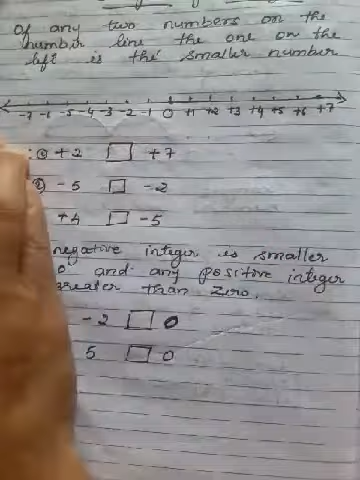 of any two numbers on the
number line the one on the
left is the smaller number
-7 -6 -5 -4 -3 -2 -1 0 +1 +2 +3 +4 +5 +6 +7
① +2 □ +7
② -5 □ -2
+4 □ -5
negative integer is smaller
0 and any positive integer
greater than zero.
-2 □ 0
5 □ 0